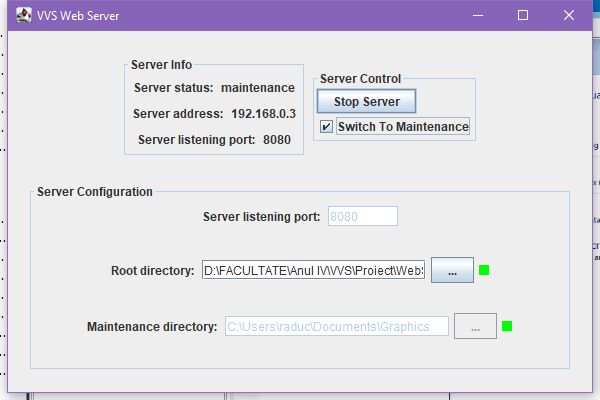 VVS Web Server
Server Info
Server status: maintenance
Server address: 192.168.0.3
Server listening port: 8080
Server Control
Stop Server
Switch To Maintenance
Server Configuration
Server listening port: 8080
Root directory: D:\FACULTATE\Anul IV\VVS\Proiect\Web ...
Maintenance directory: C:\Users\raduc\Documents\Graphics ...